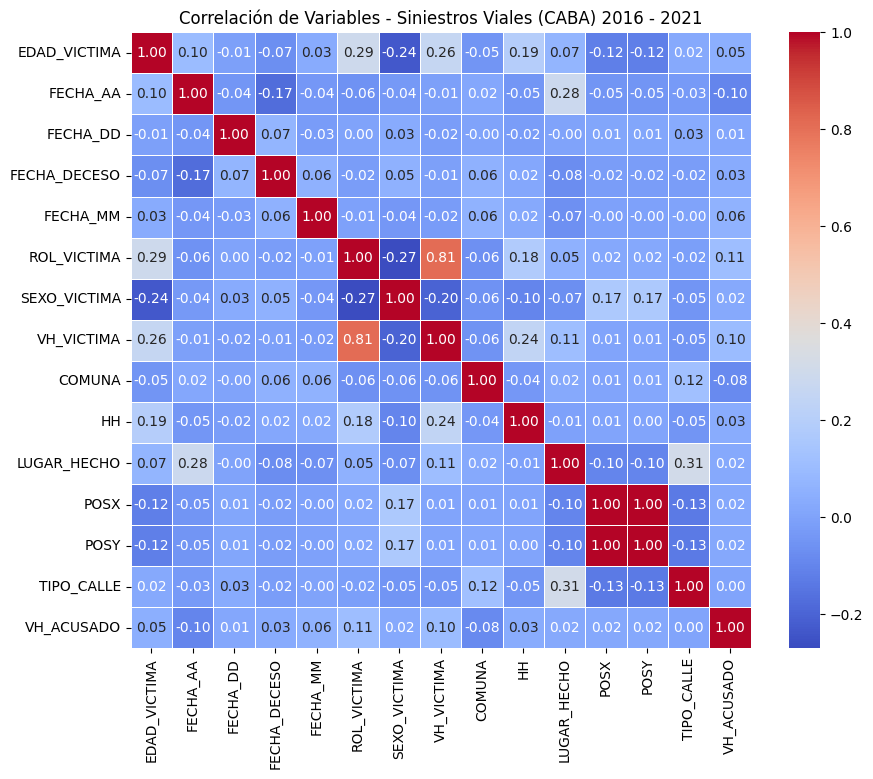 Correlación de Variables - Siniestros Viales (CABA) 2016 - 2021
EDAD_VICTIMA 1.00 0.10 -0.01 -0.07 0.03 0.29 -0.24 0.26 -0.05 0.19 0.07 -0.12 -0.12 0.02 0.05
FECHA_AA 0.10 1.00 -0.04 -0.17 -0.04 -0.06 -0.04 -0.01 0.02 -0.05 0.28 -0.05 -0.05 -0.03 -0.10
FECHA_DD -0.01 -0.04 1.00 0.07 -0.03 0.00 0.03 -0.02 -0.00 -0.02 -0.00 0.01 0.01 0.03 0.01
FECHA_DECESO -0.07 -0.17 0.07 1.00 0.06 -0.02 0.05 -0.01 0.06 0.02 -0.08 -0.02 -0.02 -0.02 0.03
FECHA_MM 0.03 -0.04 -0.03 0.06 1.00 -0.01 -0.04 -0.02 0.06 0.02 -0.07 -0.00 -0.00 -0.00 0.06
ROL_VICTIMA 0.29 -0.06 0.00 -0.02 -0.01 1.00 -0.27 0.81 -0.06 0.18 0.05 0.02 0.02 -0.02 0.11
SEXO_VICTIMA -0.24 -0.04 0.03 0.05 -0.04 -0.27 1.00 -0.20 -0.06 -0.10 -0.07 0.17 0.17 -0.05 0.02
VH_VICTIMA 0.26 -0.01 -0.02 -0.01 -0.02 0.81 -0.20 1.00 -0.06 0.24 0.11 0.01 0.01 -0.05 0.10
COMUNA -0.05 0.02 -0.00 0.06 0.06 -0.06 -0.06 -0.06 1.00 -0.04 0.02 0.01 0.01 0.12 -0.08
HH 0.19 -0.05 -0.02 0.02 0.02 0.18 -0.10 0.24 -0.04 1.00 -0.01 0.01 0.00 -0.05 0.03
LUGAR_HECHO 0.07 0.28 -0.00 -0.08 -0.07 0.05 -0.07 0.11 0.02 -0.01 1.00 -0.10 -0.10 0.31 0.02
POSX -0.12 -0.05 0.01 -0.02 -0.00 0.02 0.17 0.01 0.01 0.01 -0.10 1.00 1.00 -0.13 0.02
POSY -0.12 -0.05 0.01 -0.02 -0.00 0.02 0.17 0.01 0.01 0.00 -0.10 1.00 1.00 -0.13 0.02
TIPO_CALLE 0.02 -0.03 0.03 -0.02 -0.00 -0.02 -0.05 -0.05 0.12 -0.05 0.31 -0.13 -0.13 1.00 0.00
VH_ACUSADO 0.05 -0.10 0.01 0.03 0.06 0.11 0.02 0.10 -0.08 0.03 0.02 0.02 0.02 0.00 1.00
EDAD_VICTIMA
FECHA_AA
FECHA_DD
FECHA_DECESO
FECHA_MM
ROL_VICTIMA
SEXO_VICTIMA
VH_VICTIMA
COMUNA
HH
LUGAR_HECHO
POSX
POSY
TIPO_CALLE
VH_ACUSADO
1.0
0.8
0.6
0.4
0.2
0.0
−0.2